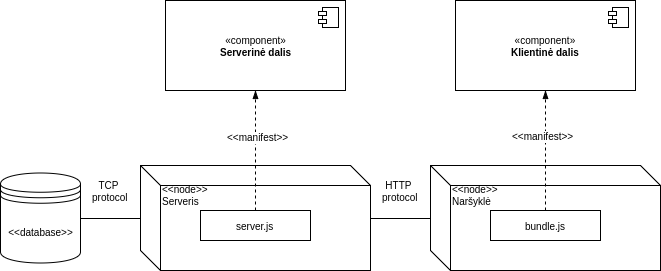 «component»
Serverinė dalis
«component»
Klientinė dalis
<<manifest>>
<<manifest>>
TCP
protocol
<<node>>
Serveris
HTTP
protocol
<<node>>
Naršyklė
<<database>>
server.js
bundle.js